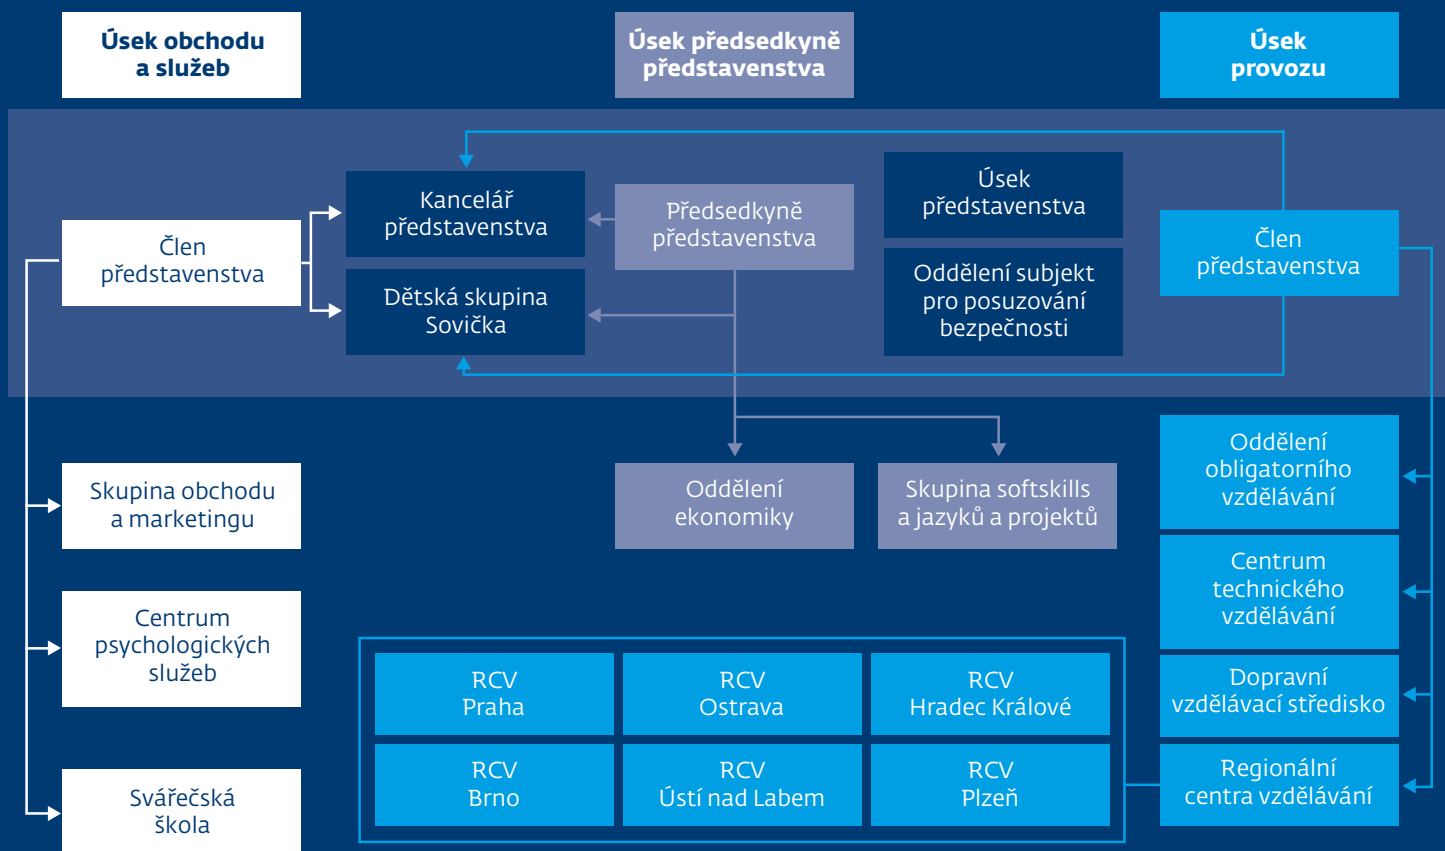 Úsek obchodu
a služeb
Úsek předsedkyně
představenstva
Úsek
provozu
Člen
představenstva
Kancelář
představenstva
Dětská skupina
Sovička
Předsedkyně
představenstva
Úsek
představenstva
Oddělení subjekt
pro posuzování
bezpečnosti
Člen
představenstva
Skupina obchodu
a marketingu
Centrum
psychologických
služeb
Svářečská
škola
Oddělení
ekonomiky
Skupina softskills
a jazyků a projektů
Oddělení
obligatorního
vzdělávání
Centrum
technického
vzdělávání
Dopravní
vzdělávací středisko
Regionální
centra vzdělávání
RCV
Praha
RCV
Ostrava
RCV
Hradec Králové
RCV
Brno
RCV
Ústí nad Labem
RCV
Plzeň